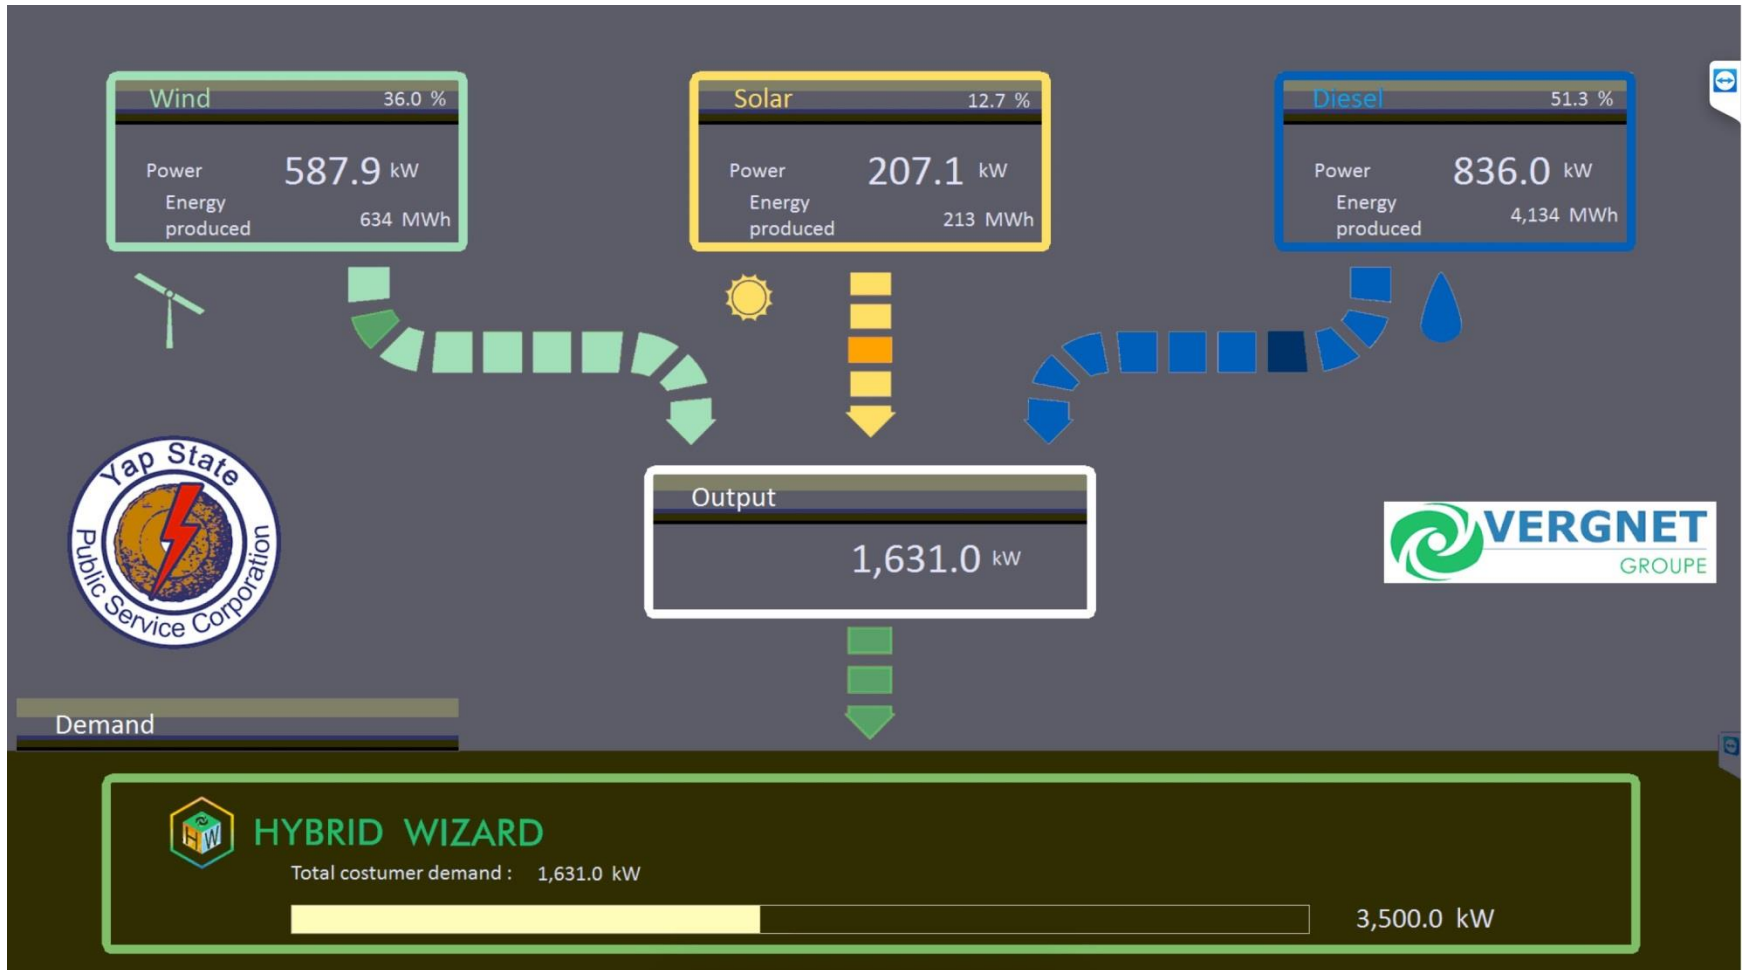 Wind 36.0 %
Power 587.9 kW
Energy
produced 634 MWh
Solar 12.7 %
Power 207.1 kW
Energy
produced 213 MWh
Diesel 51.3 %
Power 836.0 kW
Energy
produced 4,134 MWh
Yap State
Public Service Corporation
Output
1,631.0 kW
VERGNET
GROUPE
Demand
HW
HYBRID WIZARD
Total costumer demand : 1,631.0 kW
3,500.0 kW